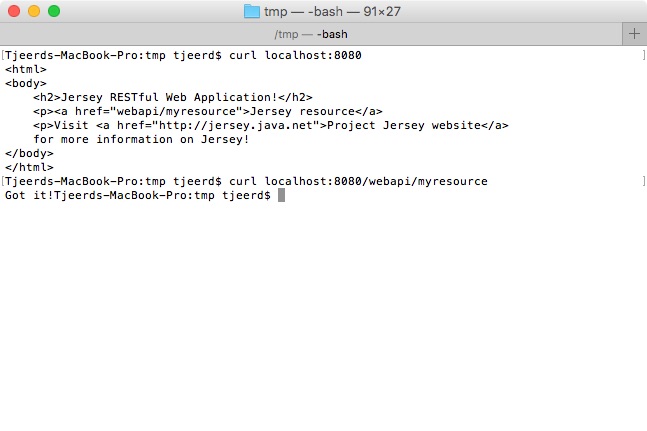 tmp — -bash — 91×27
/tmp — -bash
[Tjeerds-MacBook-Pro:tmp tjeerd$ curl localhost:8080 ]
<html>
<body>
    <h2>Jersey RESTful Web Application!</h2>
    <p><a href="webapi/myresource">Jersey resource</a>
    <p>Visit <a href="http://jersey.java.net">Project Jersey website</a>
    for more information on Jersey!
</body>
</html>
[Tjeerds-MacBook-Pro:tmp tjeerd$ curl localhost:8080/webapi/myresource ]
Got it!Tjeerds-MacBook-Pro:tmp tjeerd$